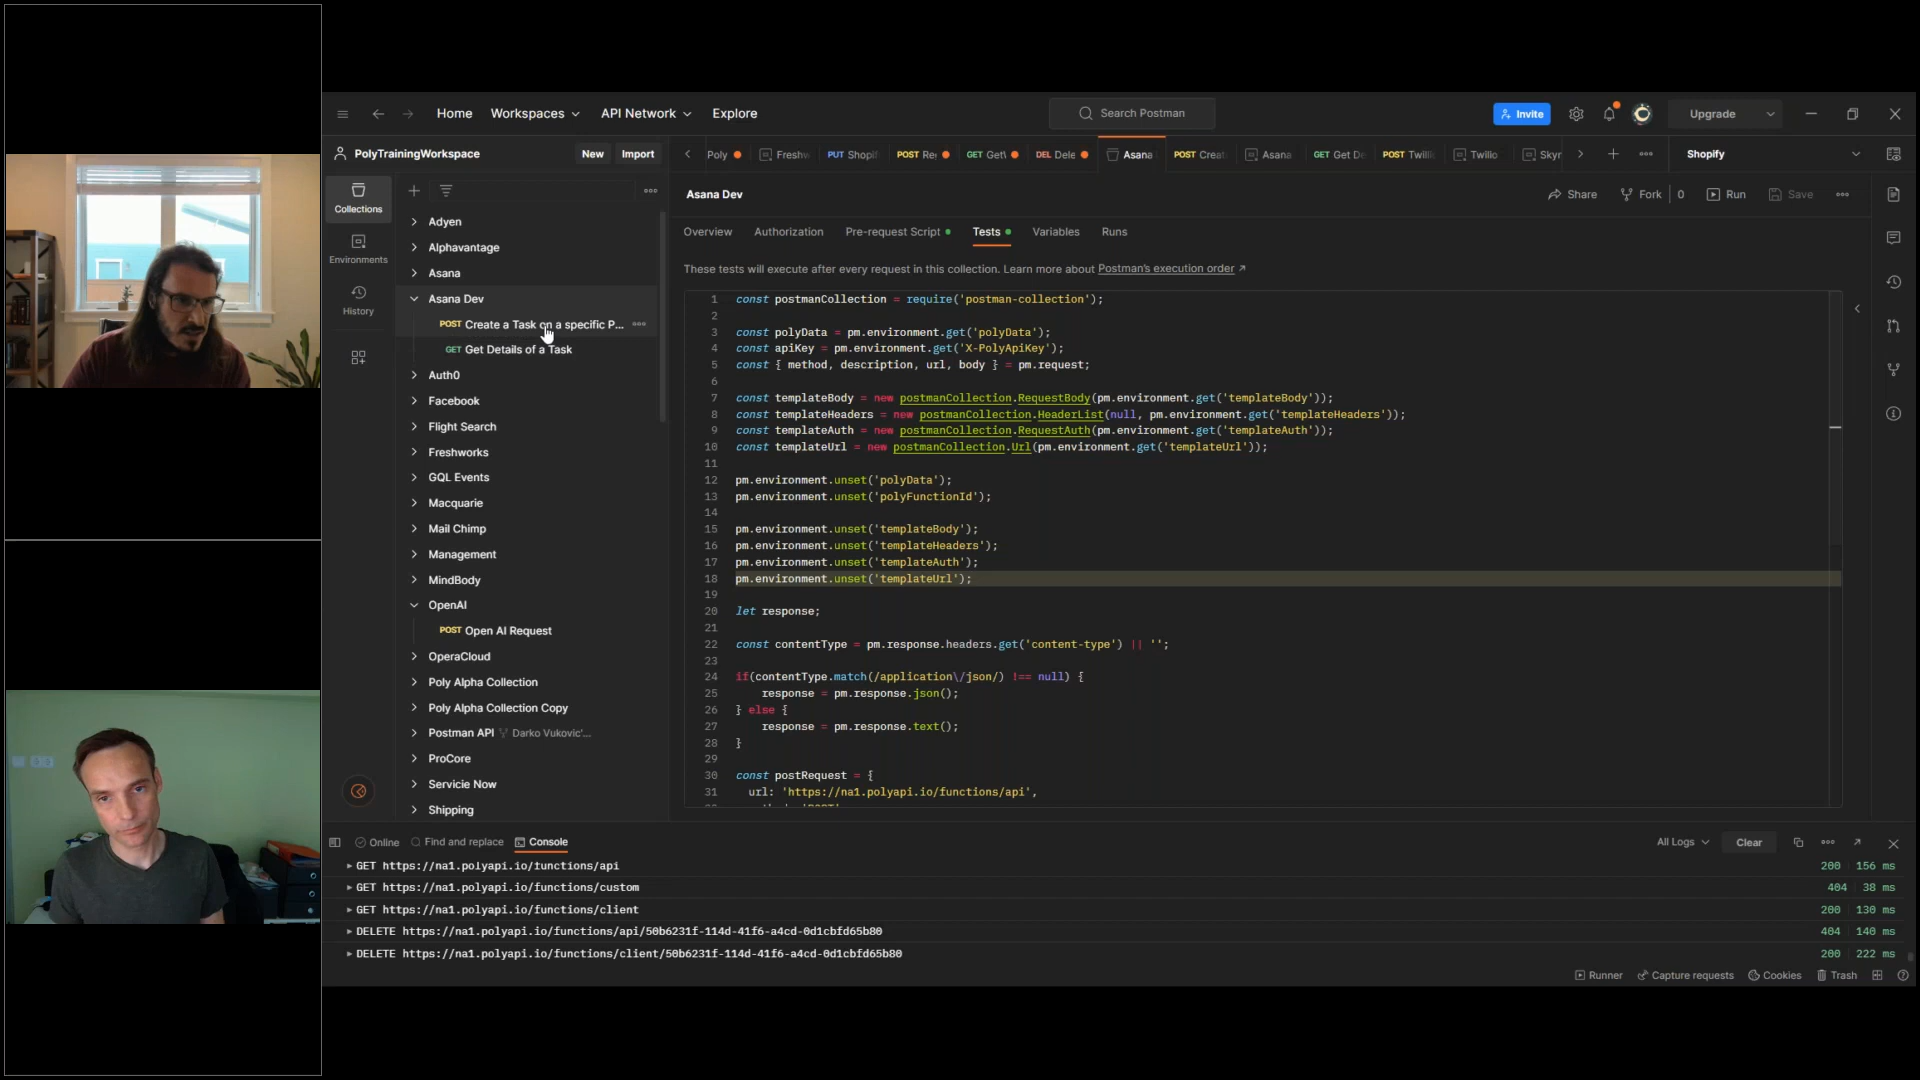 Home Workspaces API Network Explore
Search Postman
Invite
Upgrade
PolyTrainingWorkspace
New Import
Poly
Freshw
PUT Shopif
POST Re
GET Get
DEL Dele
Asana
POST Creat
Asana
GET Get D
POST Twili
Twilio
Skyr
Shopify
Collections
Environments
History
Adyen
Alphavantage
Asana
Asana Dev
POST Create a Task on a specific P...
GET Get Details of a Task
Auth0
Facebook
Flight Search
Freshworks
GQL Events
Macquarie
Mail Chimp
Management
MindBody
OpenAI
POST Open AI Request
OperaCloud
Poly Alpha Collection
Poly Alpha Collection Copy
Postman API Darko Vukovic'...
ProCore
Servicie Now
Shipping
Asana Dev
Share Fork 0 Run Save
Overview Authorization Pre-request Script Tests Variables Runs
These tests will execute after every request in this collection. Learn more about Postman's execution order ↗
1 const postmanCollection = require('postman-collection');
2
3 const polyData = pm.environment.get('polyData');
4 const apiKey = pm.environment.get('X-PolyApiKey');
5 const { method, description, url, body } = pm.request;
6
7 const templateBody = new postmanCollection.RequestBody(pm.environment.get('templateBody'));
8 const templateHeaders = new postmanCollection.HeaderList(null, pm.environment.get('templateHeaders'));
9 const templateAuth = new postmanCollection.RequestAuth(pm.environment.get('templateAuth'));
10 const templateUrl = new postmanCollection.Url(pm.environment.get('templateUrl'));
11
12 pm.environment.unset('polyData');
13 pm.environment.unset('polyFunctionId');
14
15 pm.environment.unset('templateBody');
16 pm.environment.unset('templateHeaders');
17 pm.environment.unset('templateAuth');
18 pm.environment.unset('templateUrl');
19
20 let response;
21
22 const contentType = pm.response.headers.get('content-type') || '';
23
24 if(contentType.match(/application\/json/) !== null) {
25 response = pm.response.json();
26 } else {
27 response = pm.response.text();
28 }
29
30 const postRequest = {
31 url: 'https://na1.polyapi.io/functions/api',
Online Find and replace Console
All Logs Clear
GET https://na1.polyapi.io/functions/api 200 156 ms
GET https://na1.polyapi.io/functions/custom 404 38 ms
GET https://na1.polyapi.io/functions/client 200 130 ms
DELETE https://na1.polyapi.io/functions/api/50b6231f-114d-41f6-a4cd-0d1cbfd65b80 404 140 ms
DELETE https://na1.polyapi.io/functions/client/50b6231f-114d-41f6-a4cd-0d1cbfd65b80 200 222 ms
Runner Capture requests Cookies Trash